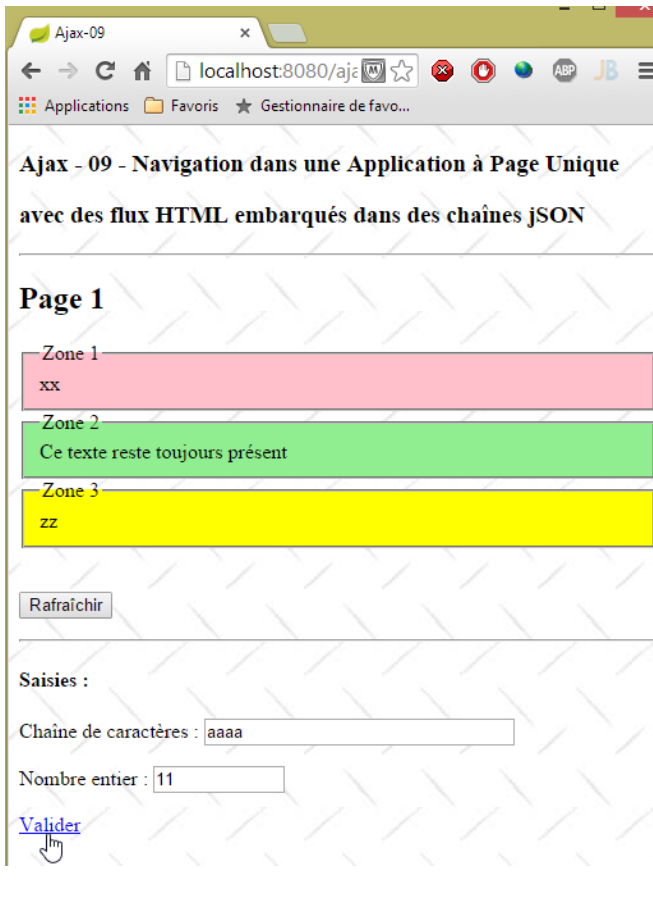 Ajax-09
localhost:8080/aja
ABP
JB
Applications
Favoris
Gestionnaire de favo...
Ajax - 09 - Navigation dans une Application à Page Unique
avec des flux HTML embarqués dans des chaînes jSON
Page 1
Zone 1
xx
Zone 2
Ce texte reste toujours présent
Zone 3
zz
Rafraîchir
Saisies :
Chaîne de caractères : aaaa
Nombre entier : 11
Valider